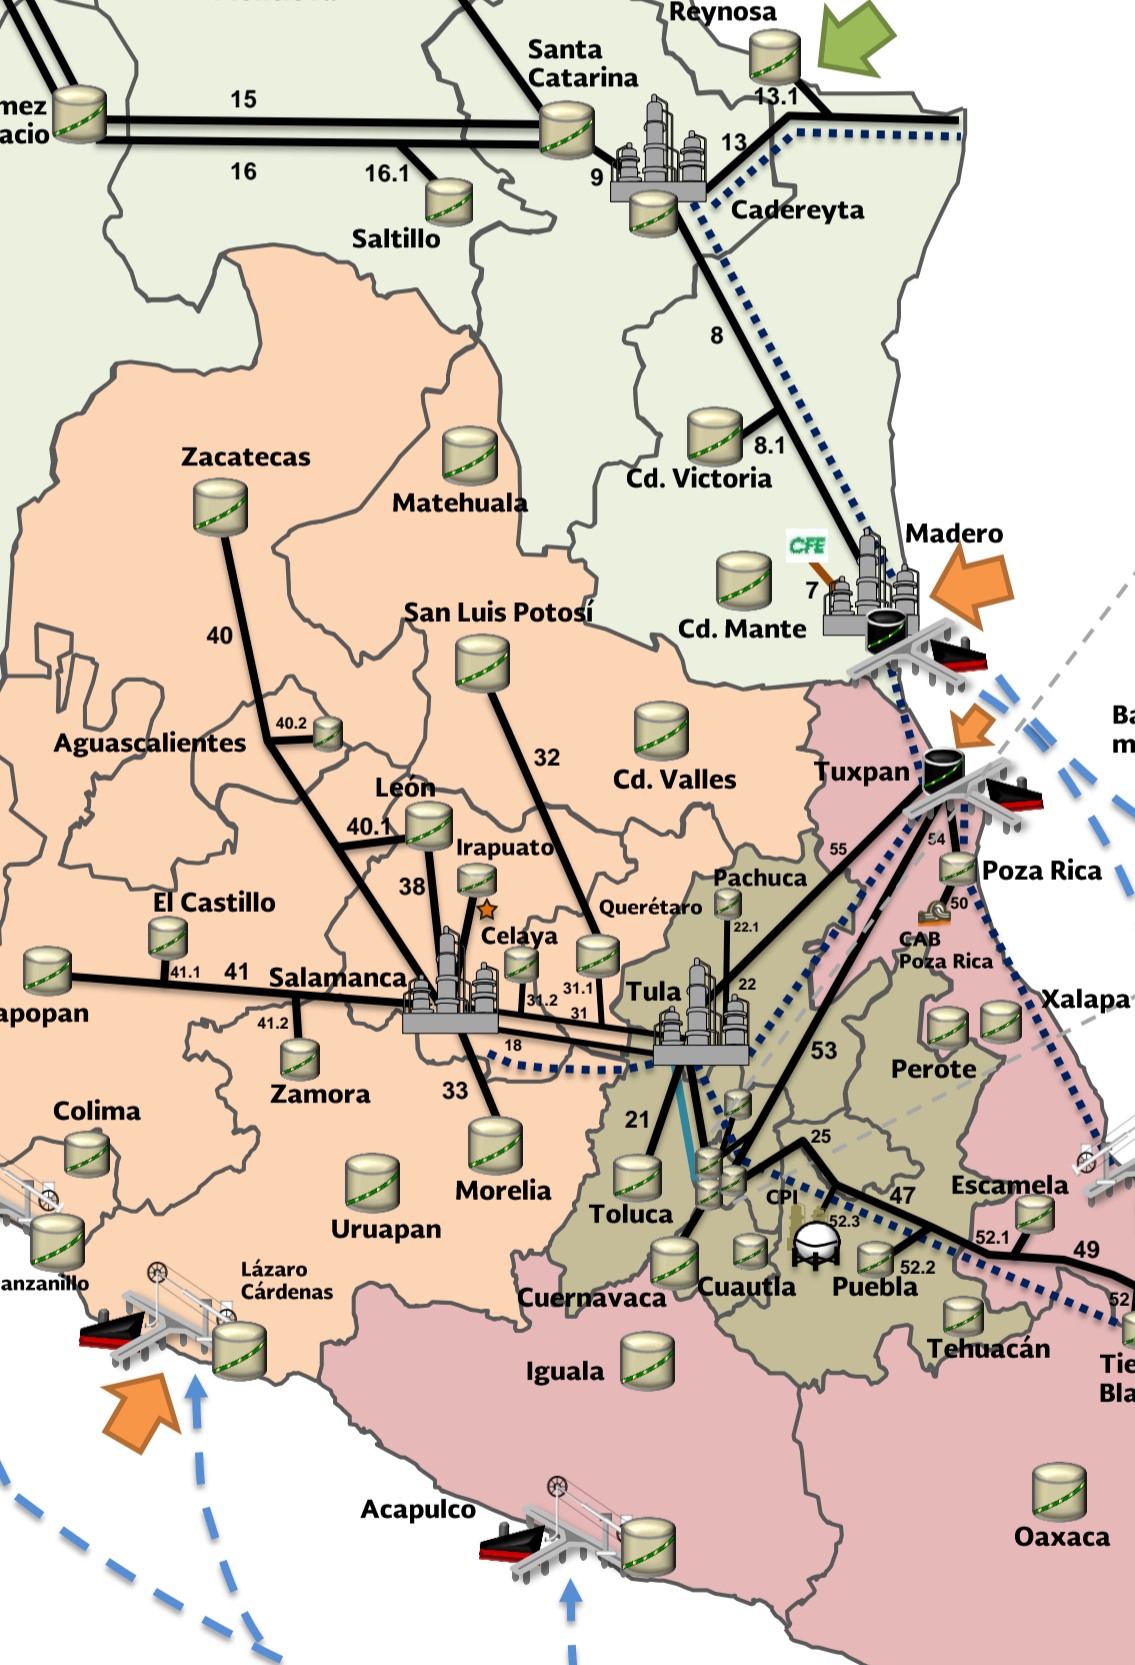 Reynosa
Santa
Catarina
13.1
mez
acio
15
13
16
16.1
9
Cadereyta
Saltillo
8
8.1
Zacatecas
Cd. Victoria
Matehuala
CFE
Madero
7
San Luis Potosí
Cd. Mante
40
40.2
Ba
m
Aguascalientes
32
Cd. Valles
Tuxpan
León
40.1
Irapuato
55
54
Poza Rica
38
Pachuca
El Castillo
Querétaro
50
22.1
Celaya
CAB
Poza Rica
41.1
41
Salamanca
31.1
Tula
22
31.2
Xalapa
apopan
31
41.2
18
53
Zamora
33
Perote
Colima
21
25
Morelia
CPI
47
Escamela
Toluca
52.3
Uruapan
52.1
49
52.2
Lázaro
Cárdenas
anzanillo
Cuernavaca
Cuautla
Puebla
52
Tehuacán
Iguala
Tie
Bla
Acapulco
Oaxaca